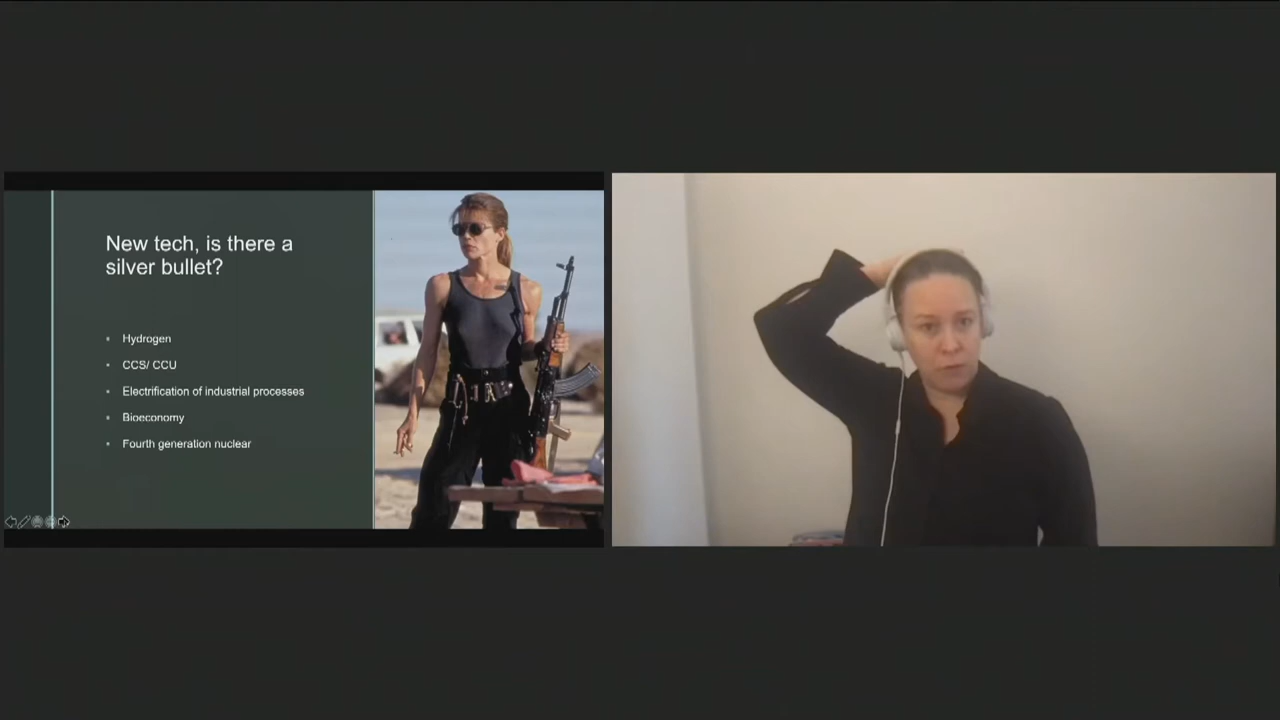 New tech, is there a
silver bullet?
Hydrogen
CCS/ CCU
Electrification of industrial processes
Bioeconomy
Fourth generation nuclear